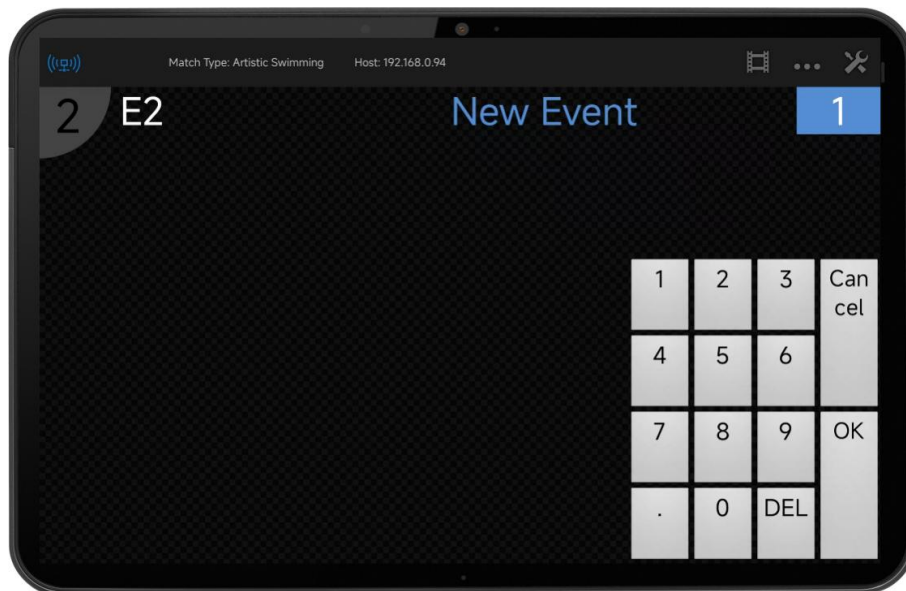 Match Type: Artistic Swimming Host: 192.168.0.94
2 E2 New Event 1
1 2 3 Can
cel
4 5 6
7 8 9 OK
. 0 DEL